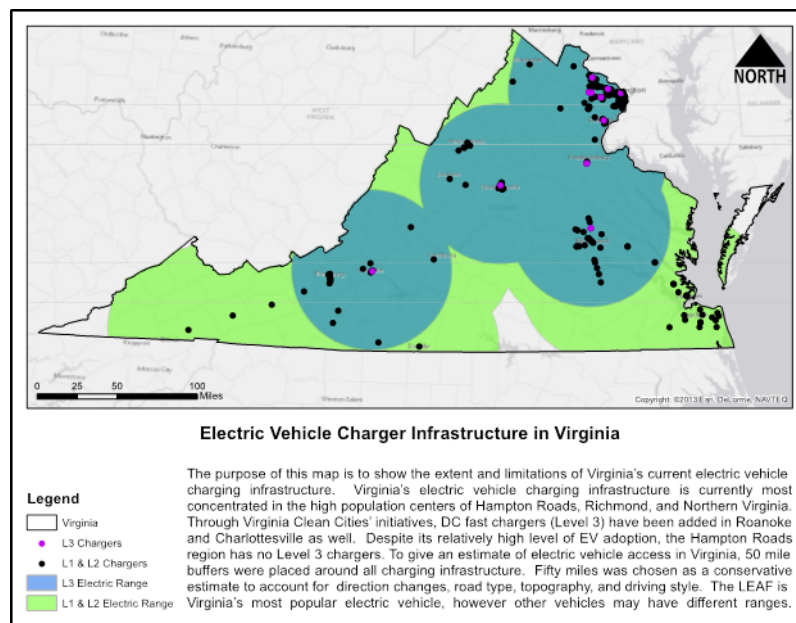 NORTH
WEST
VIRGINIA
MARYLAND
DELAWARE
Charleston
Salisbury
0 25 50 100
Miles
Copyright: ©2013 Esri, DeLorme, NAVTEQ
Electric Vehicle Charger Infrastructure in Virginia
Legend
Virginia
L3 Chargers
L1 & L2 Chargers
L3 Electric Range
L1 & L2 Electric Range
The purpose of this map is to show the extent and limitations of Virginia's current electric vehicle
charging infrastructure. Virginia's electric vehicle charging infrastructure is currently most
concentrated in the high population centers of Hampton Roads, Richmond, and Northern Virginia.
Through Virginia Clean Cities' initiatives, DC fast chargers (Level 3) have been added in Roanoke
and Charlottesville as well. Despite its relatively high level of EV adoption, the Hampton Roads
region has no Level 3 chargers. To give an estimate of electric vehicle access in Virginia, 50 mile
buffers were placed around all charging infrastructure. Fifty miles was chosen as a conservative
estimate to account for direction changes, road type, topography, and driving style. The LEAF is
Virginia's most popular electric vehicle, however other vehicles may have different ranges.